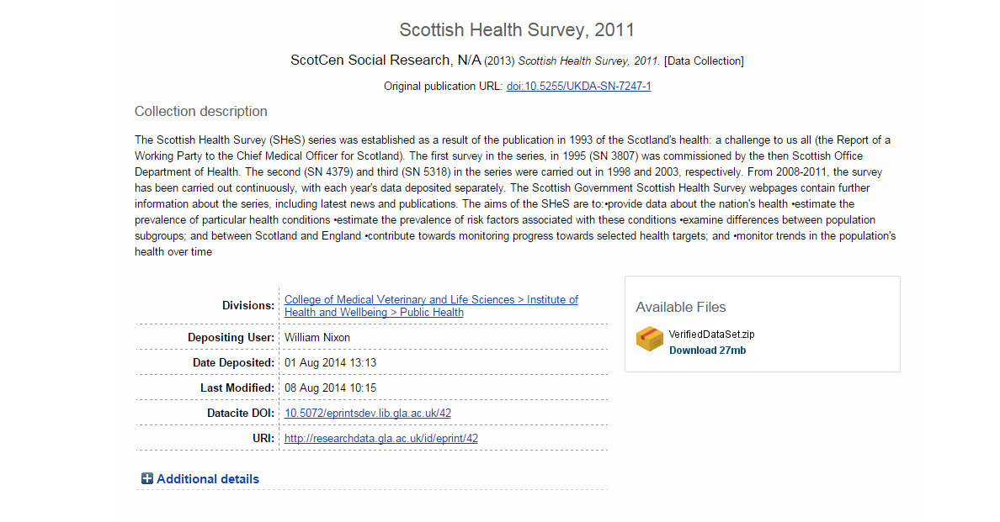 Scottish Health Survey, 2011
ScotCen Social Research, N/A (2013) Scottish Health Survey, 2011. [Data Collection]
Original publication URL: doi:10.5255/UKDA-SN-7247-1
Collection description
The Scottish Health Survey (SHeS) series was established as a result of the publication in 1993 of the Scotland's health: a challenge to us all (the Report of a
Working Party to the Chief Medical Officer for Scotland). The first survey in the series, in 1995 (SN 3807) was commissioned by the then Scottish Office
Department of Health. The second (SN 4379) and third (SN 5318) in the series were carried out in 1998 and 2003, respectively. From 2008-2011, the survey
has been carried out continuously, with each year's data deposited separately. The Scottish Government Scottish Health Survey webpages contain further
information about the series, including latest news and publications. The aims of the SHeS are to:•provide data about the nation's health •estimate the
prevalence of particular health conditions •estimate the prevalence of risk factors associated with these conditions •examine differences between population
subgroups; and between Scotland and England •contribute towards monitoring progress towards selected health targets; and •monitor trends in the population's
health over time
Divisions: College of Medical Veterinary and Life Sciences > Institute of
Health and Wellbeing > Public Health
Depositing User: William Nixon
Date Deposited: 01 Aug 2014 13:13
Last Modified: 08 Aug 2014 10:15
Datacite DOI: 10.5072/eprintsdev.lib.gla.ac.uk/42
URI: http://researchdata.gla.ac.uk/id/eprint/42
Additional details
Available Files
VerifiedDataSet.zip
Download 27mb